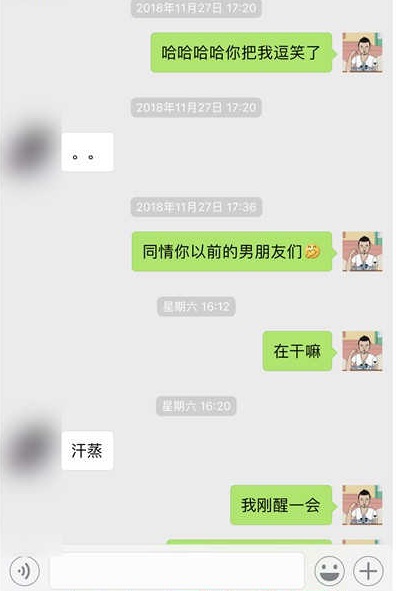 2018年11月27日 17:20
哈哈哈哈你把我逗笑了
2018年11月27日 17:20
。。
2018年11月27日 17:36
同情你以前的男朋友们🤣
星期六 16:12
在干嘛
星期六 16:20
汗蒸
我刚醒一会